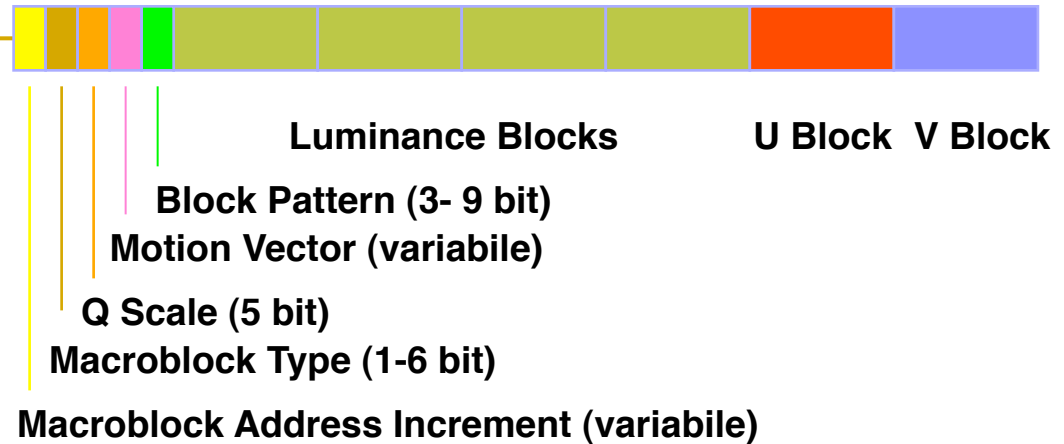 Luminance Blocks U Block V Block
Block Pattern (3- 9 bit)
Motion Vector (variabile)
Q Scale (5 bit)
Macroblock Type (1-6 bit)
Macroblock Address Increment (variabile)